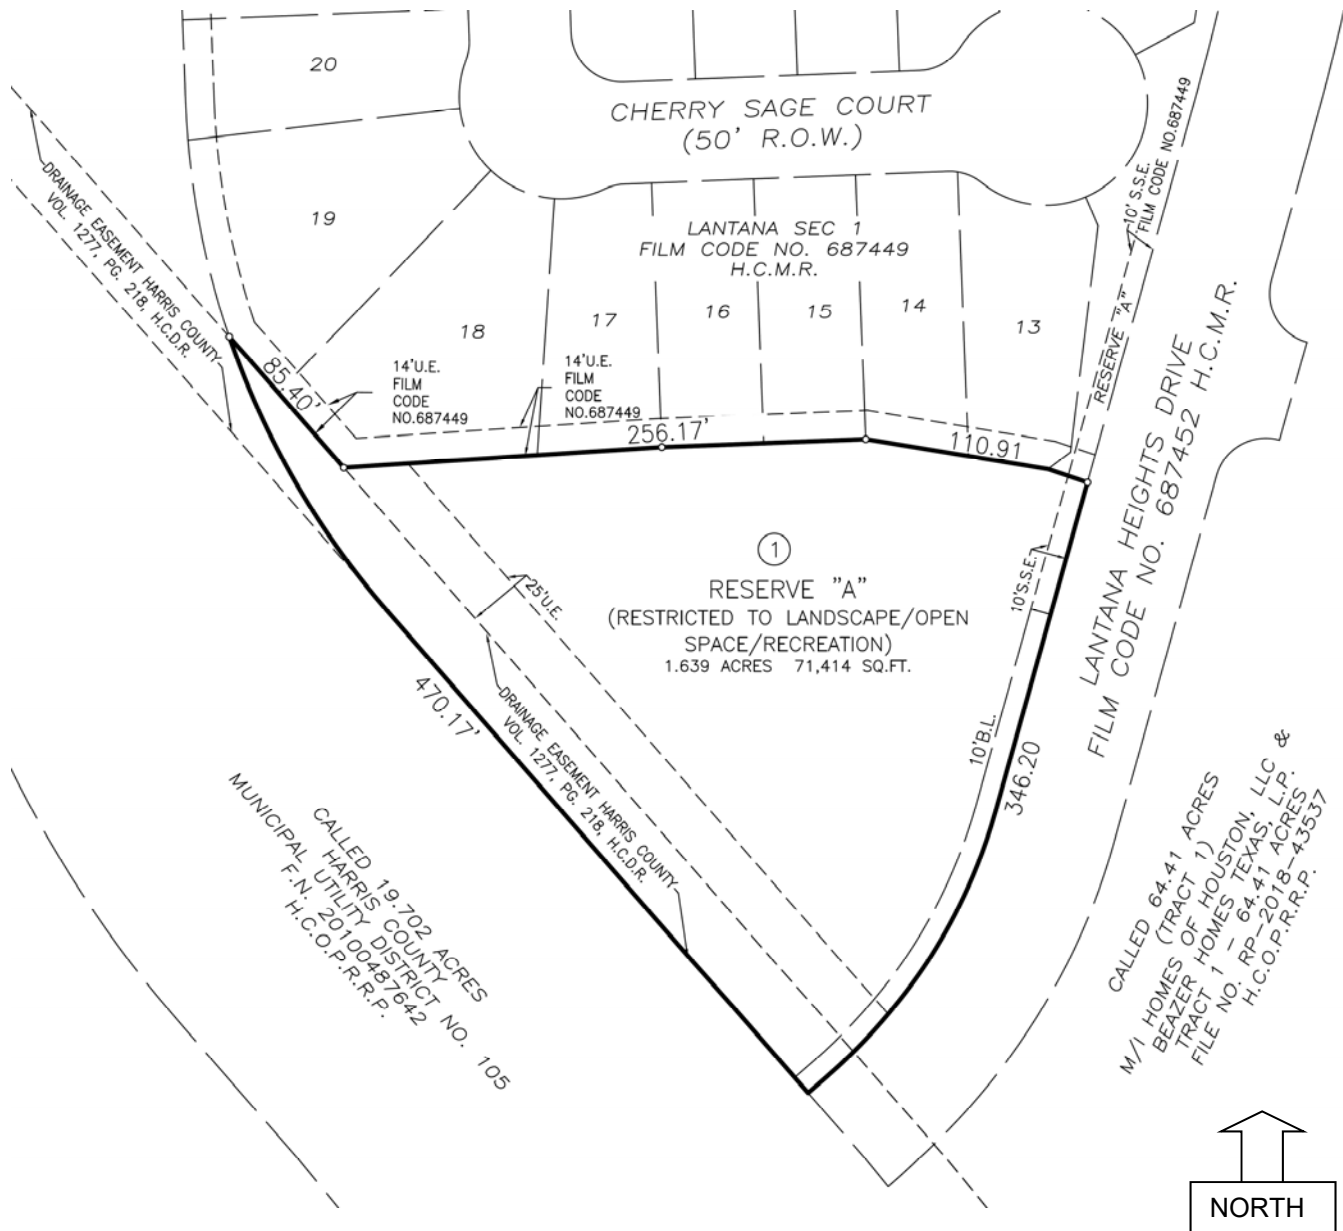 20
CHERRY SAGE COURT
(50' R.O.W.)
10' S.S.E.
FILM CODE NO.687449
DRAINAGE EASEMENT HARRIS COUNTY
VOL. 1277, PG. 218, H.C.D.R.
19
LANTANA SEC 1
FILM CODE NO. 687449
H.C.M.R.
18
17
16
15
14
13
RESERVE "A"
LANTANA HEIGHTS DRIVE
FILM CODE NO. 687452 H.C.M.R.
85.40'
14'U.E.
FILM
CODE
NO.687449
14'U.E.
FILM
CODE
NO.687449
256.17'
110.91
1
RESERVE "A"
(RESTRICTED TO LANDSCAPE/OPEN
SPACE/RECREATION)
1.639 ACRES 71,414 SQ.FT.
10'S.S.E.
25'U.E.
470.17'
DRAINAGE EASEMENT HARRIS COUNTY
VOL. 1277, PG. 218, H.C.D.R.
10'B.L.
346.20
CALLED 19.702 ACRES
HARRIS COUNTY
MUNICIPAL UTILITY DISTRICT NO. 105
F.N. 20100487642
H.C.O.P.R.R.P.
CALLED 64.41 ACRES
(TRACT 1)
M/I HOMES OF HOUSTON, LLC &
BEAZER HOMES TEXAS, L.P.
TRACT 1 - 64.41 ACRES
FILE NO. RP-2018-43537
H.C.O.P.R.R.P.
NORTH